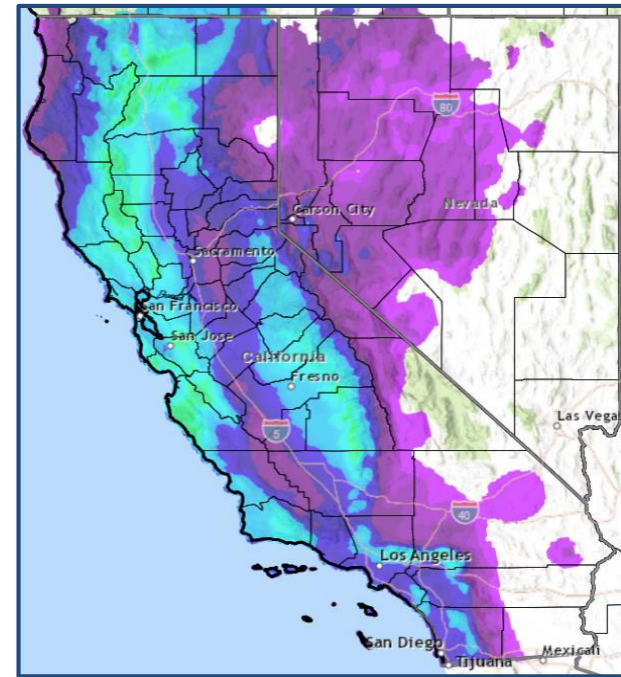 80
Carson City
Nevada
Sacramento
San Francisco
San Jose
California
Fresno
5
Las Vegas
40
Los Angeles
San Diego
Tijuana
Mexicali